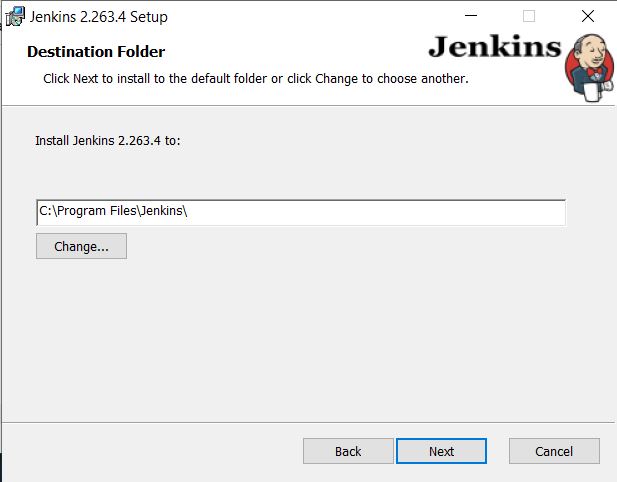 Jenkins 2.263.4 Setup
Destination Folder
Click Next to install to the default folder or click Change to choose another.
Jenkins
Install Jenkins 2.263.4 to:
C:\Program Files\Jenkins\
Change...
Back
Next
Cancel